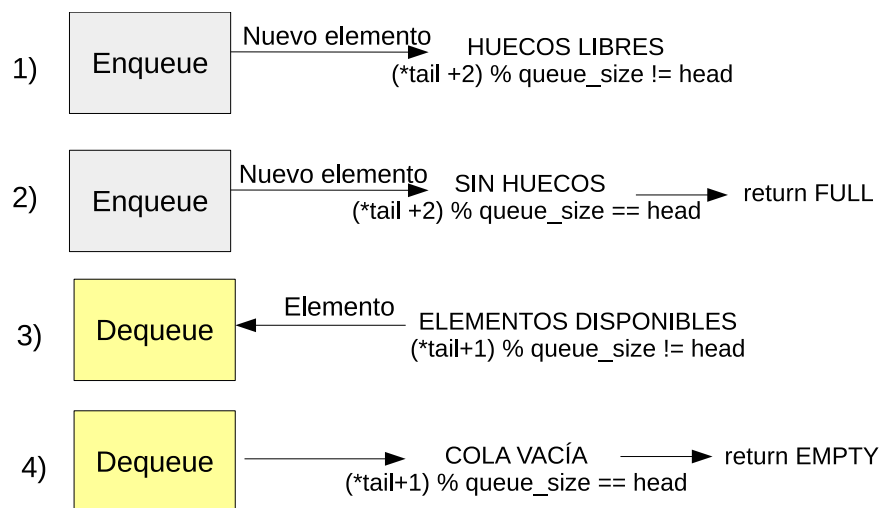 1)
Enqueue
Nuevo elemento
HUECOS LIBRES
(*tail +2) % queue_size != head
2)
Enqueue
Nuevo elemento
SIN HUECOS
(*tail +2) % queue_size == head
return FULL
3)
Dequeue
Elemento
ELEMENTOS DISPONIBLES
(*tail+1) % queue_size != head
4)
Dequeue
COLA VACÍA
(*tail+1) % queue_size == head
return EMPTY